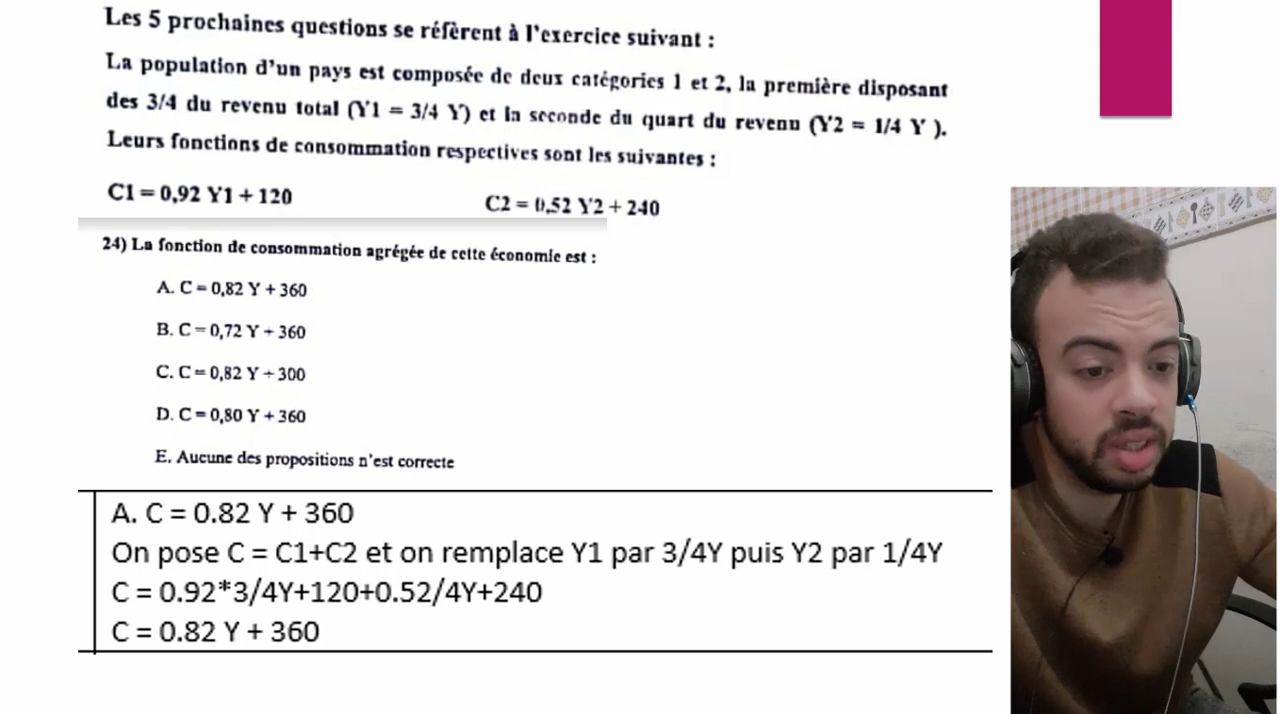 Les 5 prochaines questions se réfèrent à l'exercice suivant :
La population d'un pays est composée de deux catégories 1 et 2, la première disposant
des 3/4 du revenu total (Y1 = 3/4 Y) et la seconde du quart du revenu (Y2 = 1/4 Y ).
Leurs fonctions de consommation respectives sont les suivantes :
C1 = 0,92 Y1 + 120 C2 = 0,52 Y2 + 240
24) La fonction de consommation agrégée de cette économie est :
A. C = 0,82 Y + 360
B. C = 0,72 Y + 360
C. C = 0,82 Y + 300
D. C = 0,80 Y + 360
E. Aucune des propositions n'est correcte
A. C = 0.82 Y + 360
On pose C = C1+C2 et on remplace Y1 par 3/4Y puis Y2 par 1/4Y
C = 0.92*3/4Y+120+0.52/4Y+240
C = 0.82 Y + 360